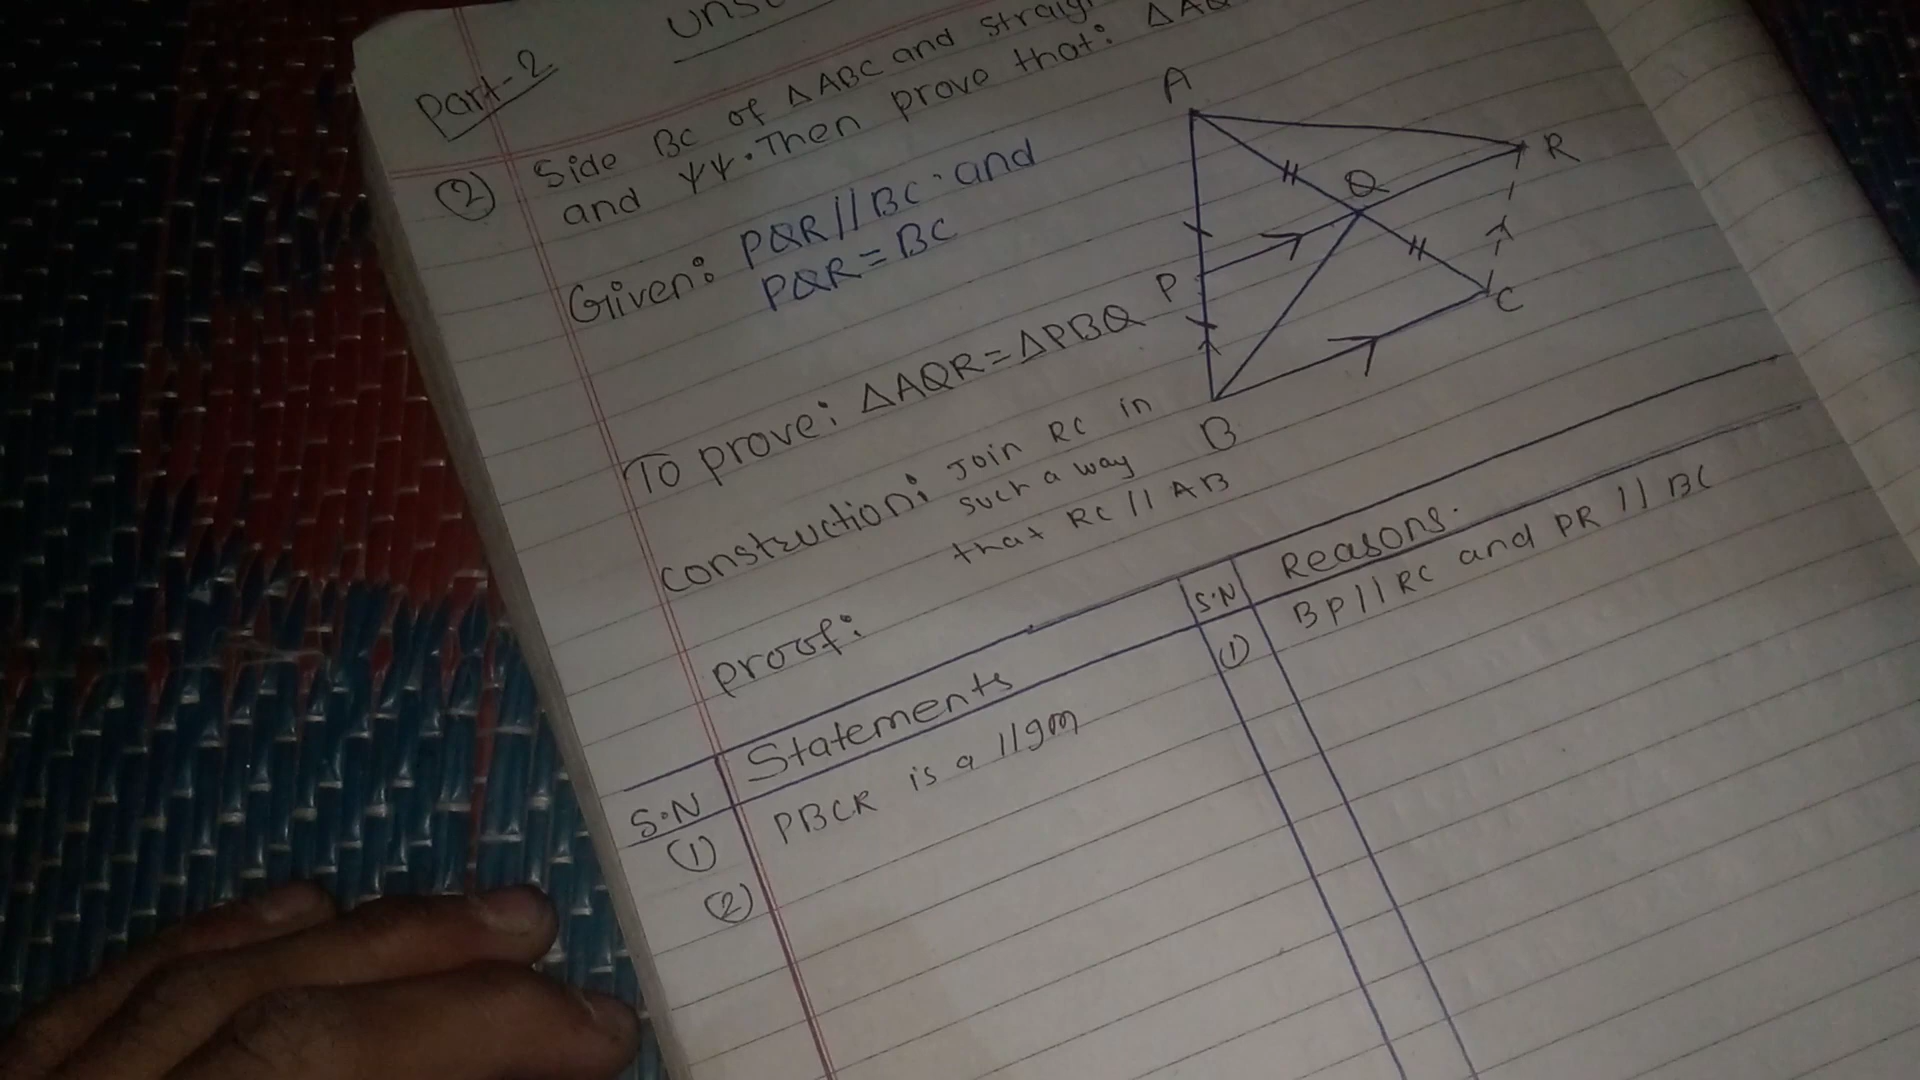 Part-2
② Side BC of △ABC and
and . Then prove that:
Given: PQR//BC. and
PQR=BC
To prove: △AQR=△PBQ
construction: Join RC in
such a way
that RC // AB
A
R
Q
P
C
B
proof:
S.N Statements S.N Reasons.
① PBCR is a //gm ① BP//RC and PR // BC
②